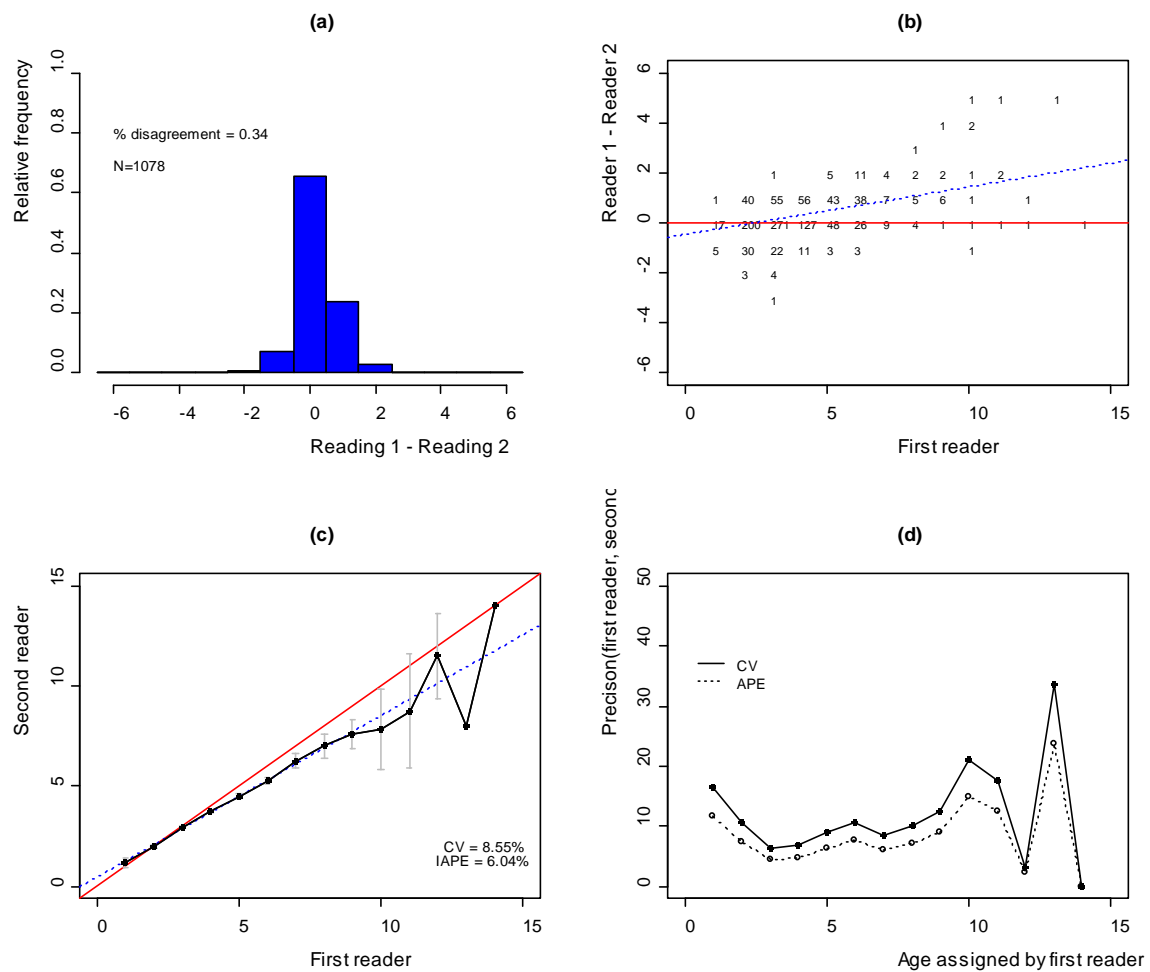 (a)
Relative frequency
1.0
0.8
0.6
0.4
0.2
0.0
% disagreement = 0.34
N=1078
-6 -4 -2 0 2 4 6
Reading 1 - Reading 2
(b)
Reader 1 - Reader 2
6
4
2
0
-2
-4
-6
1 1 1
1 2
1
1 5 11 4 2 2 1 2
1 40 55 56 43 38 7 5 6 1 1
17 200 271 127 48 26 9 4 1 1 1 1 1
5 30 22 11 3 3 1
3 4
1
0 5 10 15
First reader
(c)
Second reader
15
10
5
0
CV = 8.55%
IAPE = 6.04%
0 5 10 15
First reader
(d)
Precison(first reader, second
50
40
30
20
10
0
CV
APE
0 5 10 15
Age assigned by first reader